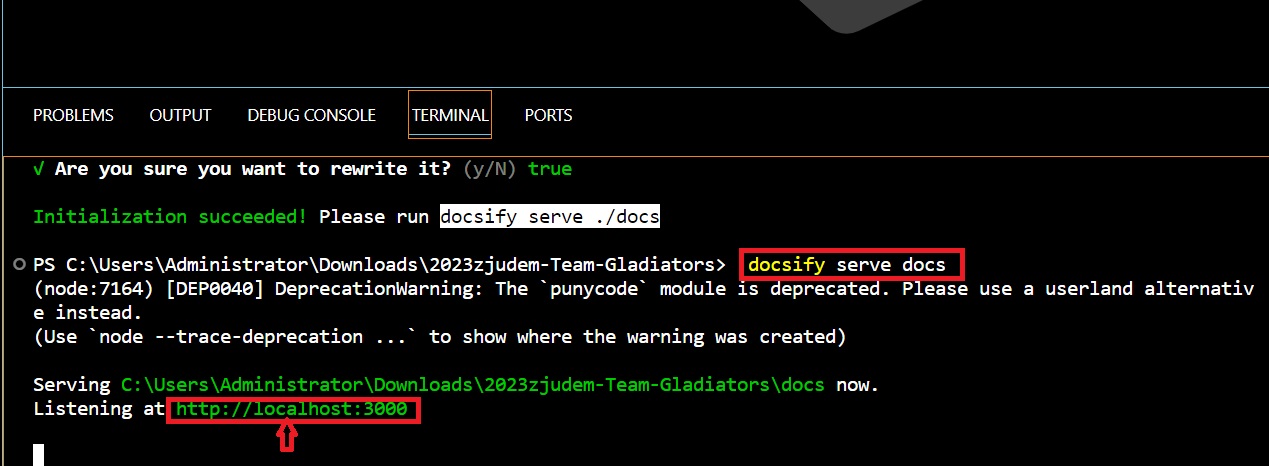 PROBLEMS OUTPUT DEBUG CONSOLE TERMINAL PORTS
√ Are you sure you want to rewrite it? (y/N) true
Initialization succeeded! Please run docsify serve ./docs
PS C:\Users\Administrator\Downloads\2023zjudem-Team-Gladiators> docsify serve docs
(node:7164) [DEP0040] DeprecationWarning: The `punycode` module is deprecated. Please use a userland alternativ
e instead.
(Use `node --trace-deprecation ...` to show where the warning was created)
Serving C:\Users\Administrator\Downloads\2023zjudem-Team-Gladiators\docs now.
Listening at http://localhost:3000